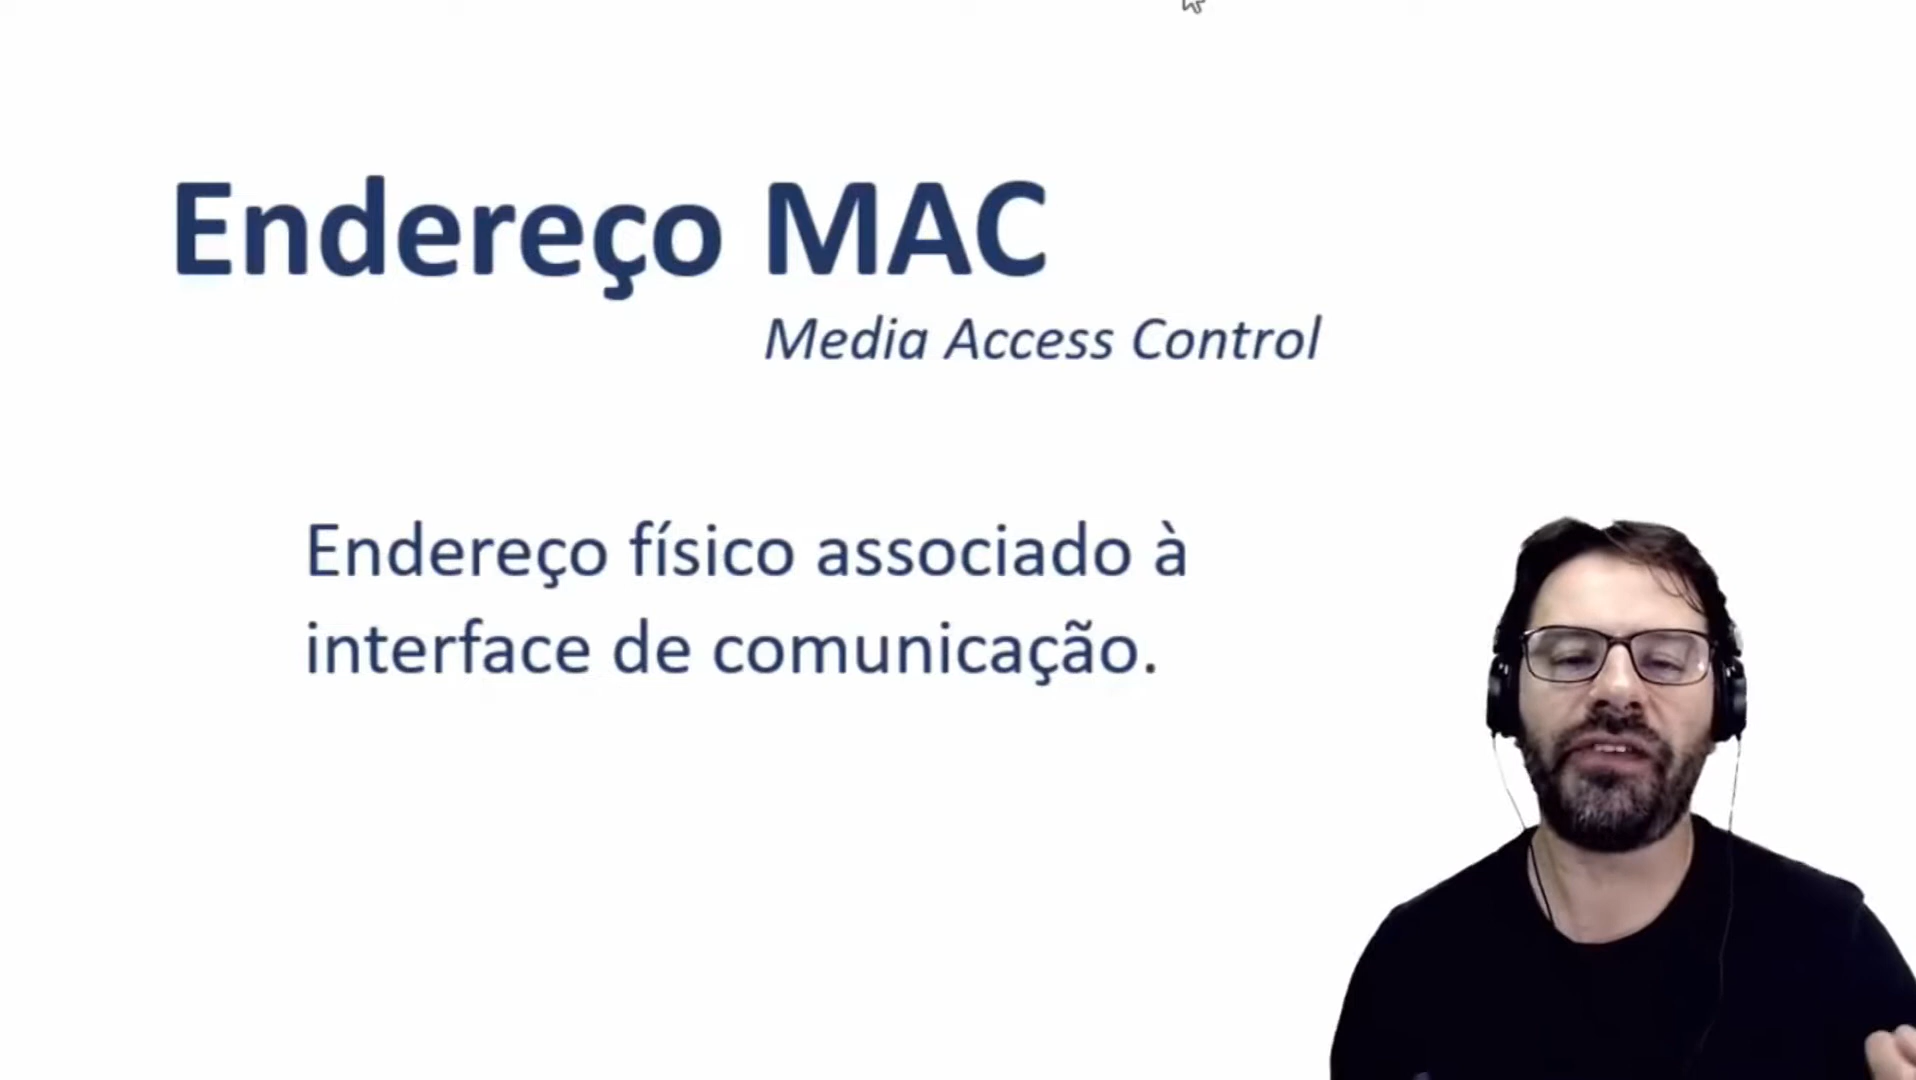 Endereço MAC
Media Access Control
Endereço físico associado à
interface de comunicação.